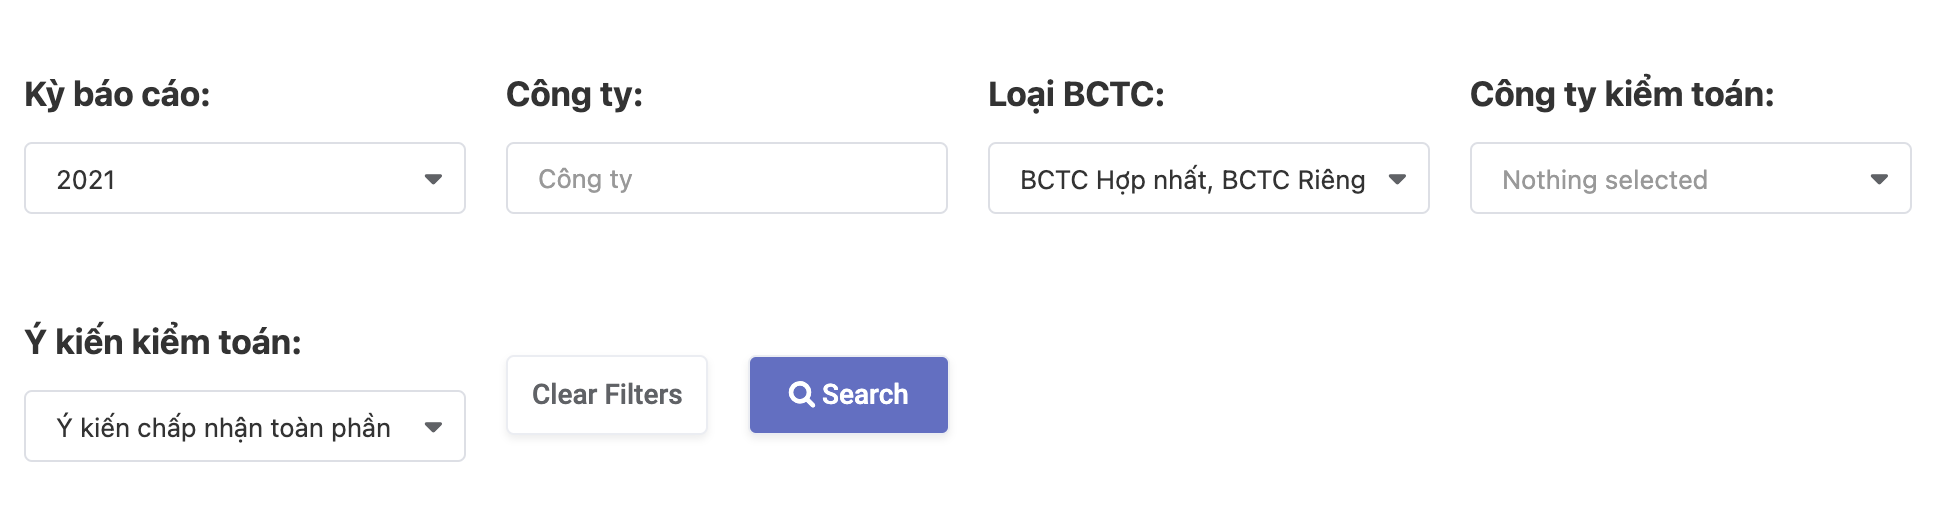 Kỳ báo cáo:
Công ty:
Loại BCTC:
Công ty kiểm toán:
2021
Công ty
BCTC Hợp nhất, BCTC Riêng
Nothing selected
Ý kiến kiểm toán:
Ý kiến chấp nhận toàn phần
Clear Filters
Search